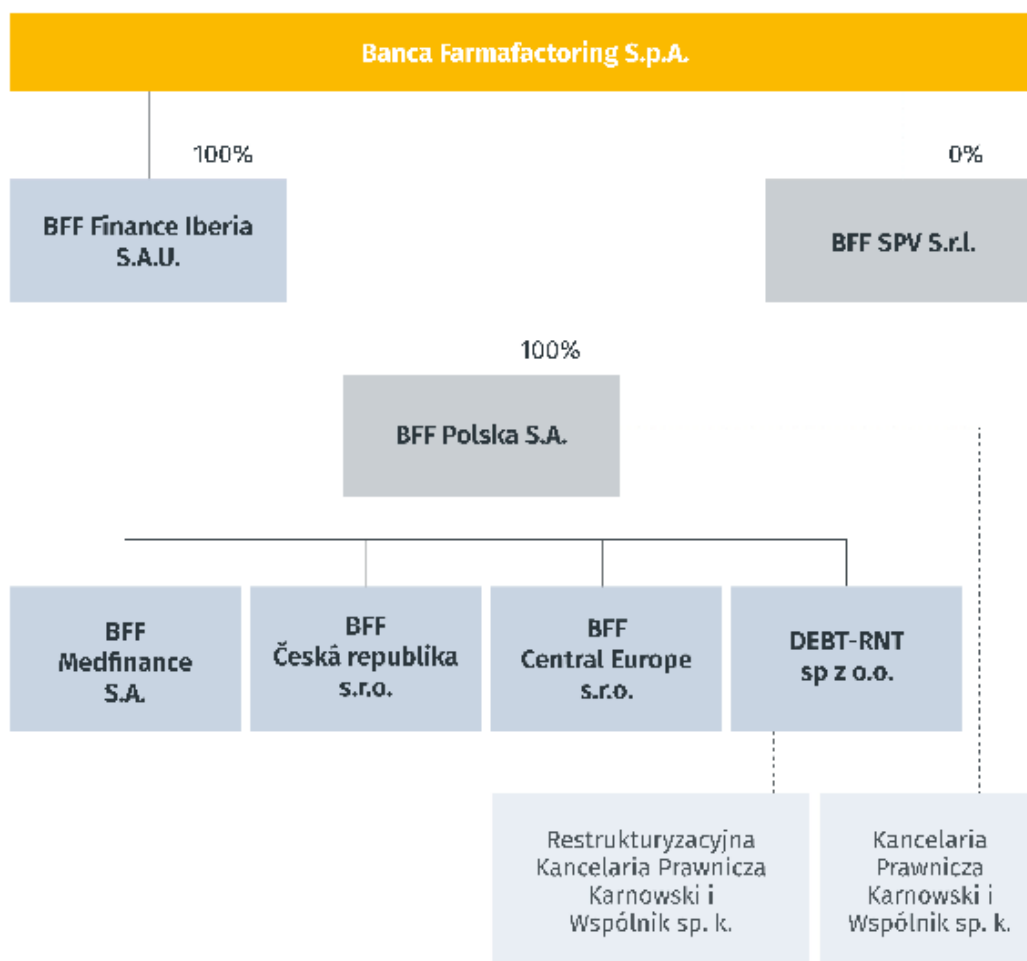 Banca Farmafactoring S.p.A.
100%
0%
BFF Finance Iberia
S.A.U.
BFF SPV S.r.l.
100%
BFF Polska S.A.
BFF
Medfinance
S.A.
BFF
Česká republika
s.r.o.
BFF
Central Europe
s.r.o.
DEBT-RNT
sp z o.o.
Restrukturyzacyjna
Kancelaria Prawnicza
Karnowski i
Wspólnik sp. k.
Kancelaria
Prawnicza
Karnowski i
Wspólnik sp. k.